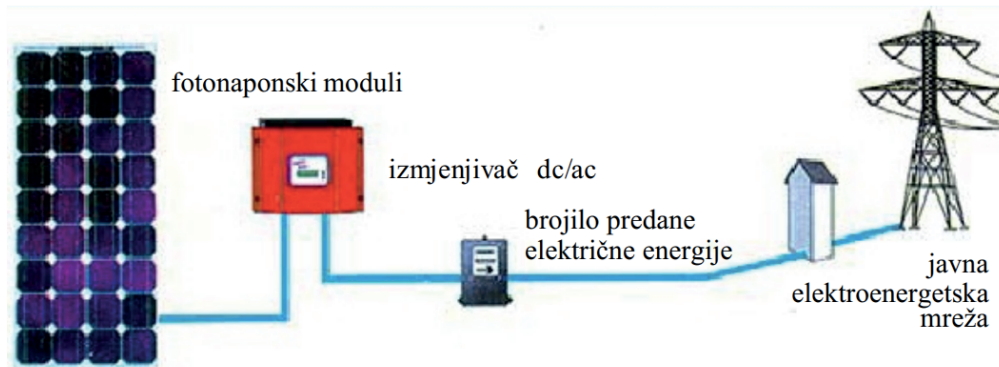 fotonaponski moduli
izmjenjivač dc/ac
brojilo predane
električne energije
javna
elektroenergetska
mreža